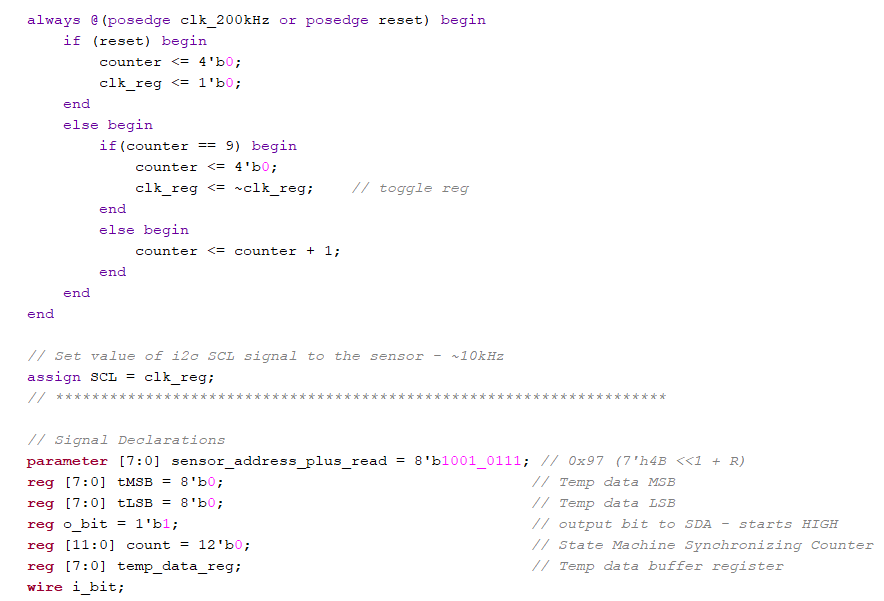 always @(posedge clk_200kHz or posedge reset) begin
    if (reset) begin
        counter <= 4'b0;
        clk_reg <= 1'b0;
    end
    else begin
        if(counter == 9) begin
            counter <= 4'b0;
            clk_reg <= ~clk_reg;    // toggle reg
        end
        else begin
            counter <= counter + 1;
        end
    end
end

// Set value of i2c SCL signal to the sensor - ~10kHz
assign SCL = clk_reg;
// ********************************************************************

// Signal Declarations
parameter [7:0] sensor_address_plus_read = 8'b1001_0111; // 0x97 (7'h4B <<1 + R)
reg [7:0] tMSB = 8'b0;                                  // Temp data MSB
reg [7:0] tLSB = 8'b0;                                  // Temp data LSB
reg o_bit = 1'b1;                                       // output bit to SDA - starts HIGH
reg [11:0] count = 12'b0;                               // State Machine Synchronizing Counter
reg [7:0] temp_data_reg;                                // Temp data buffer register
wire i_bit;